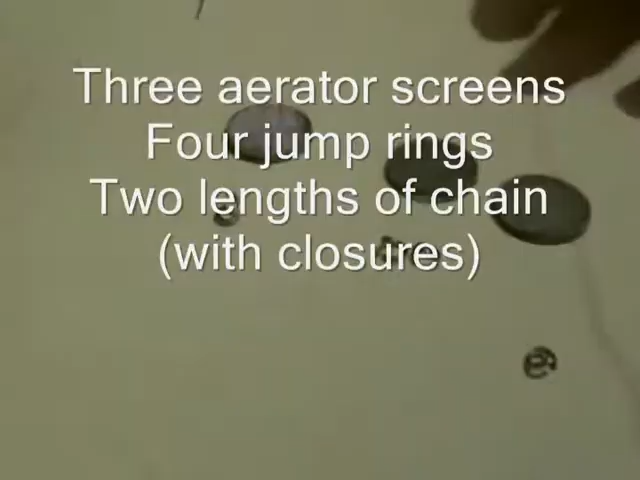 Three aerator screens
Four jump rings
Two lengths of chain
(with closures)